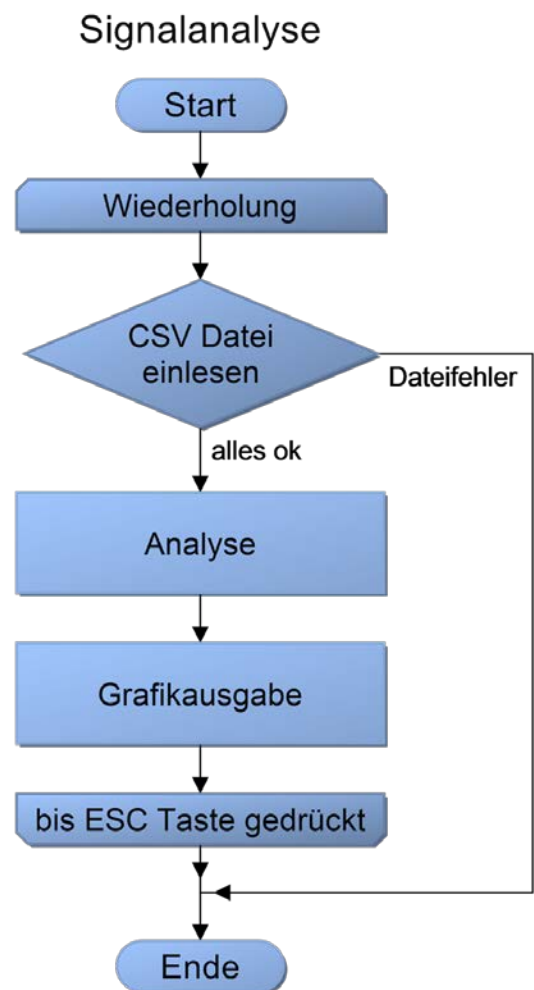 Signalanalyse
Start
Wiederholung
CSV Datei
einlesen
Dateifehler
alles ok
Analyse
Grafikausgabe
bis ESC Taste gedrückt
Ende